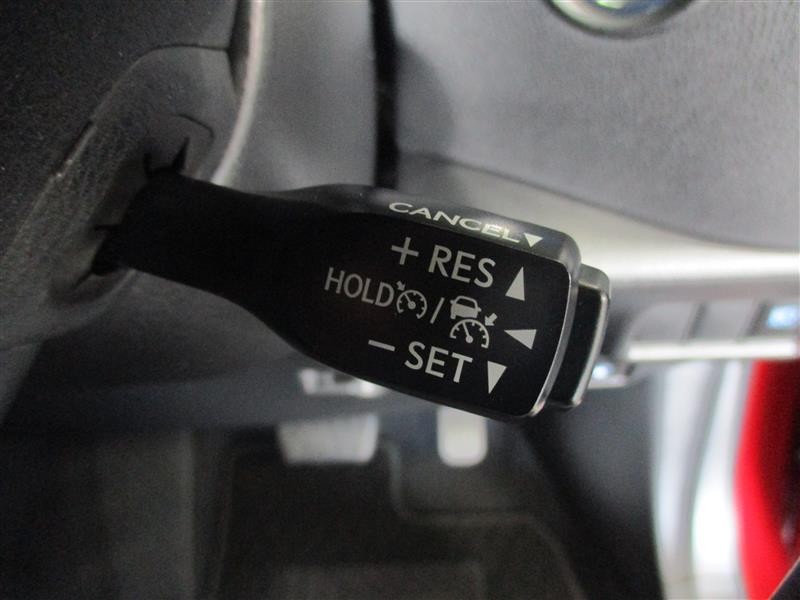 CANCEL▼
+ RES ▲
HOLD / ◀
− SET ▼